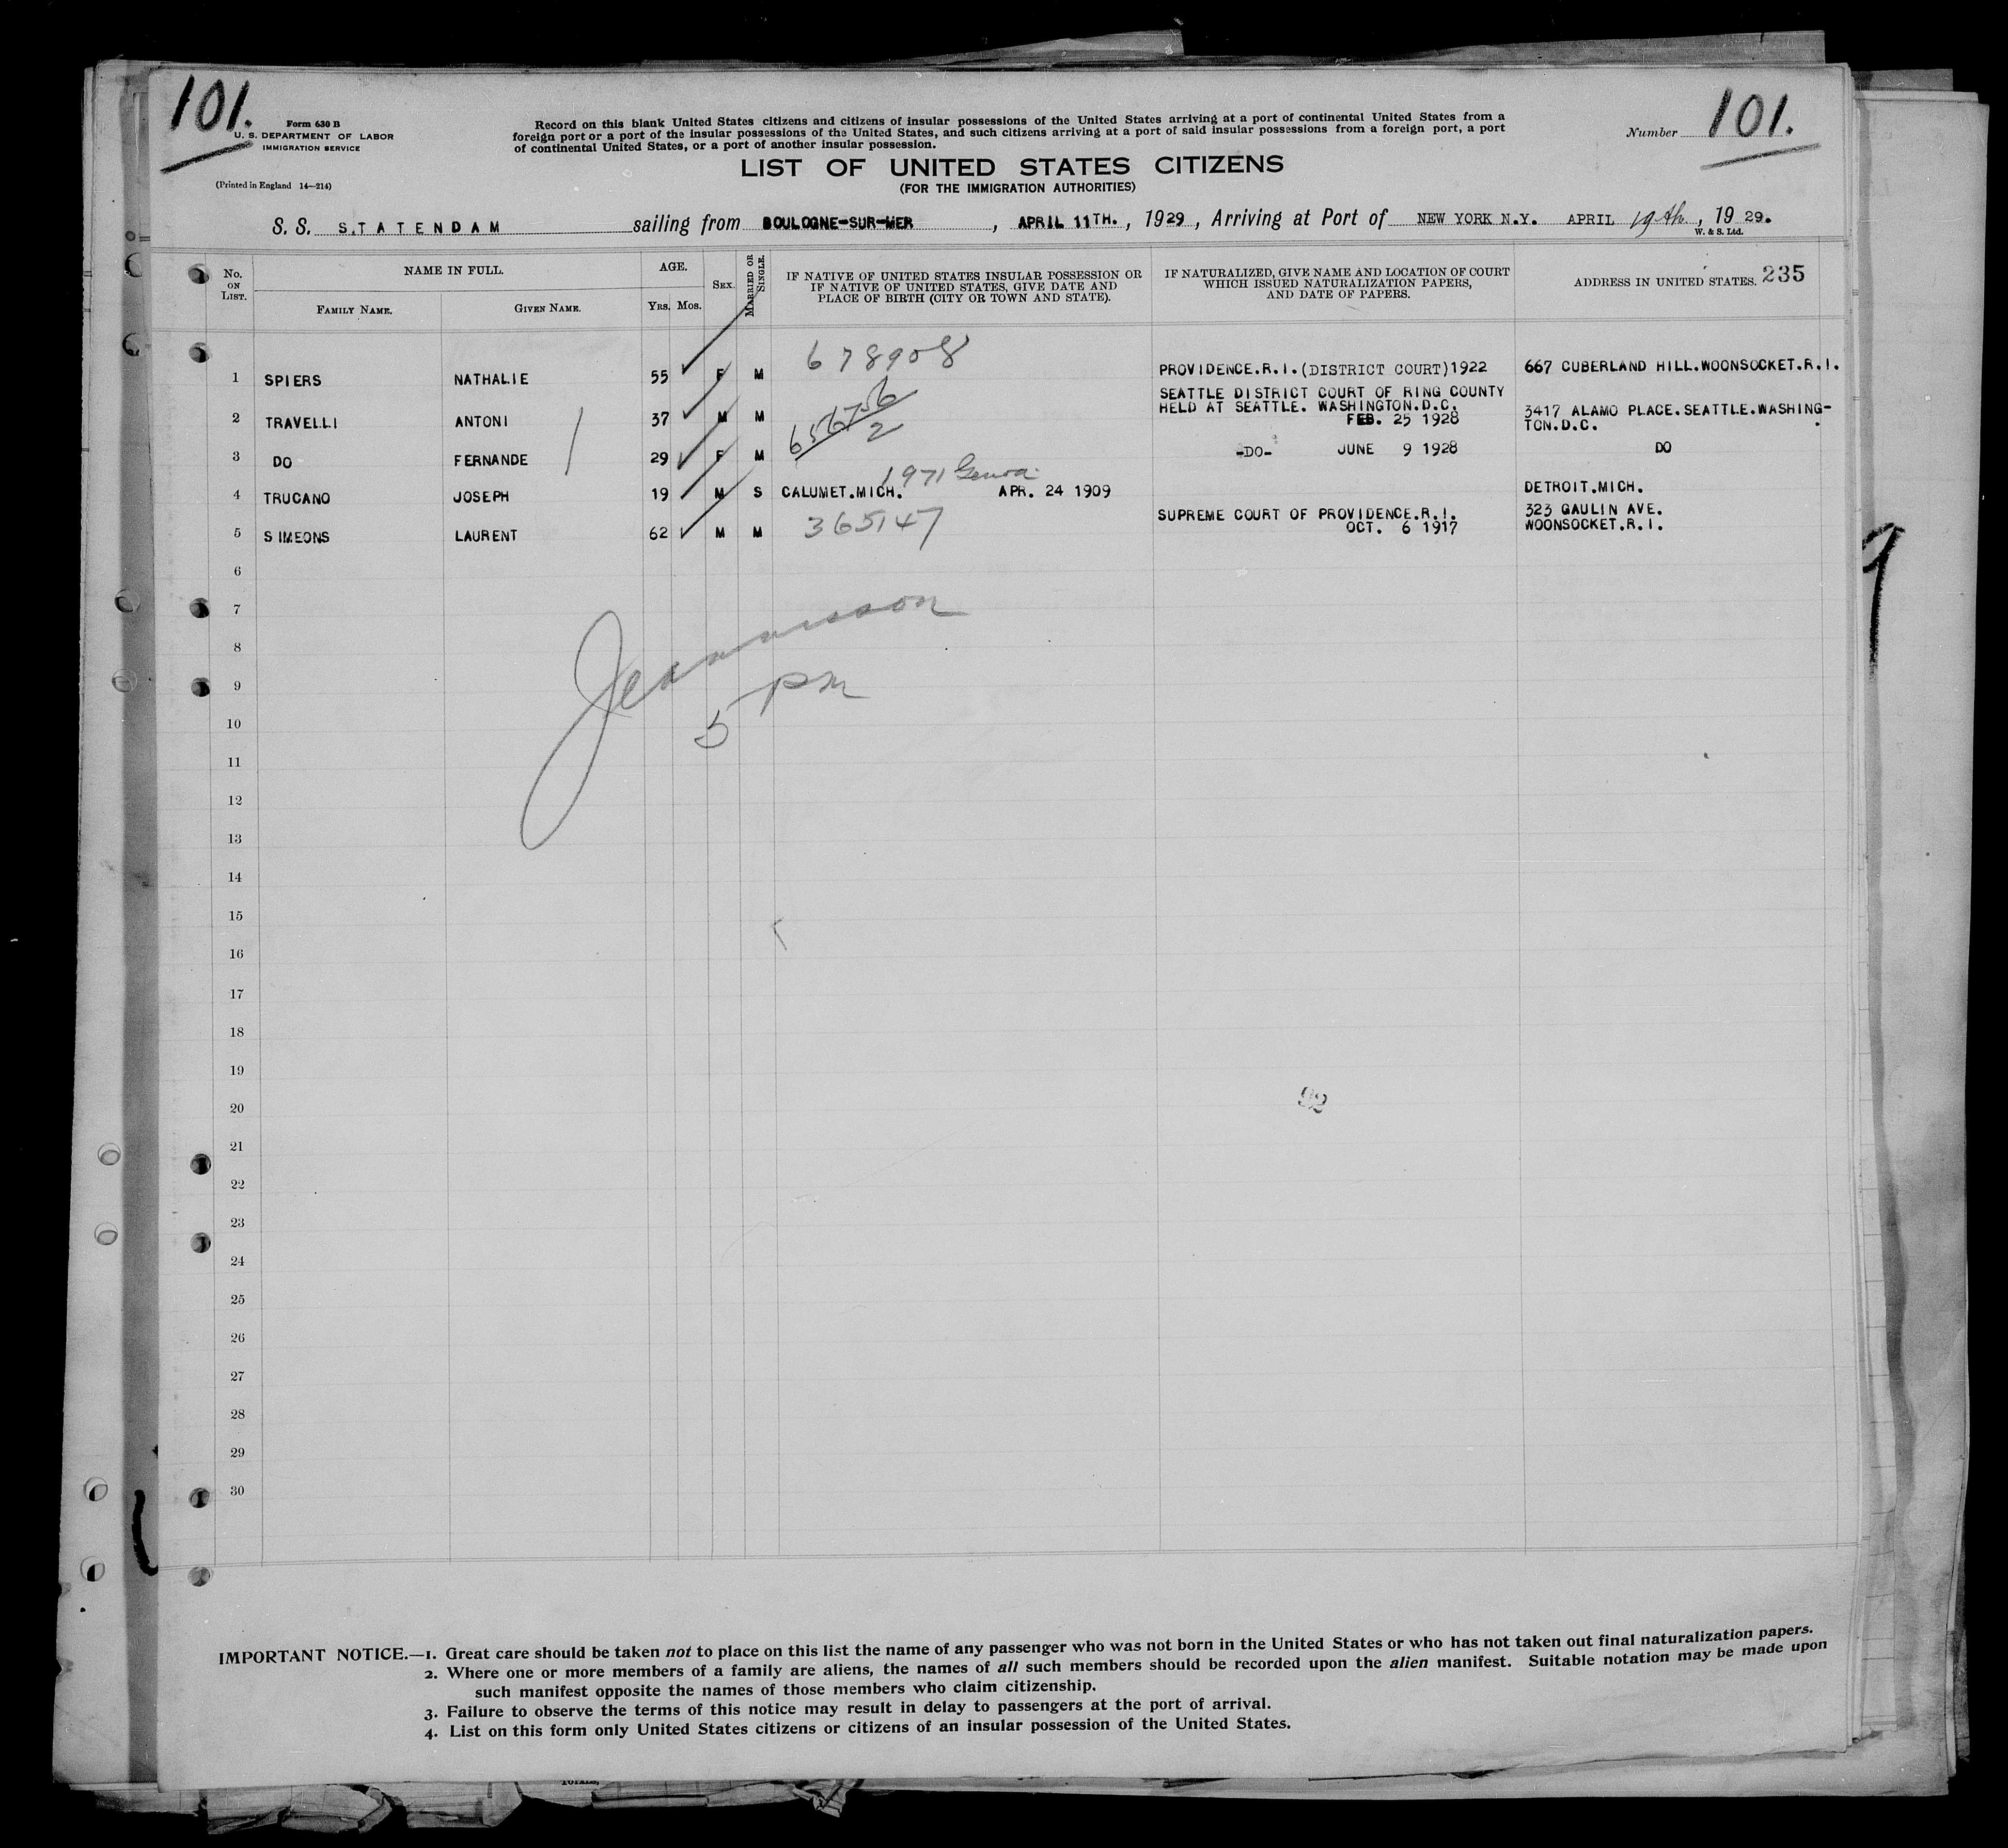 101.
Form 630 B
U. S. DEPARTMENT OF LABOR
IMMIGRATION SERVICE
(Printed in England 14—214)
Record on this blank United States citizens and citizens of insular possessions of the United States arriving at a port of continental United States from a
foreign port or a port of the insular possessions of the United States, and such citizens arriving at a port of said insular possessions from a foreign port, a port
of continental United States, or a port of another insular possession.
Number 101.
LIST OF UNITED STATES CITIZENS
(FOR THE IMMIGRATION AUTHORITIES)
S. S. STATENDAM sailing from BOULOGNE-SUR-MER, APRIL 11TH., 1929, Arriving at Port of NEW YORK N.Y. APRIL 19th, 1929.
W. & S. Ltd.
No. ON LIST.
NAME IN FULL.
FAMILY NAME.
GIVEN NAME.
AGE.
YRS. MOS.
SEX.
MARRIED OR SINGLE.
IF NATIVE OF UNITED STATES INSULAR POSSESSION OR
IF NATIVE OF UNITED STATES, GIVE DATE AND
PLACE OF BIRTH (CITY OR TOWN AND STATE).
IF NATURALIZED, GIVE NAME AND LOCATION OF COURT
WHICH ISSUED NATURALIZATION PAPERS,
AND DATE OF PAPERS.
ADDRESS IN UNITED STATES. 235
678908
1 SPIERS NATHALIE 55 F M PROVIDENCE.R.I.(DISTRICT COURT)1922 667 CUBERLAND HILL.WOONSOCKET.R.I.
SEATTLE DISTRICT COURT OF RING COUNTY
HELD AT SEATTLE. WASHINGTON.D.C.
2 TRAVELLI ANTONI 37 M M 656756 FEB. 25 1928 3417 ALAMO PLACE.SEATTLE.WASHING-
TON.D.C.
2
3 DO FERNANDE 29 F M -DO- JUNE 9 1928 DO
1971 Genoa
4 TRUCANO JOSEPH 19 M S CALUMET.MICH. APR. 24 1909 DETROIT.MICH.
SUPREME COURT OF PROVIDENCE.R.I. 323 GAULIN AVE.
5 SIMEONS LAURENT 62 M M 365147 OCT. 6 1917 WOONSOCKET.R.I.
6
7
8
9
5 pm
10
11
12
13
14
15
16
17
18
19
92
20
21
22
23
24
25
26
27
28
29
30
IMPORTANT NOTICE.—1. Great care should be taken not to place on this list the name of any passenger who was not born in the United States or who has not taken out final naturalization papers.
2. Where one or more members of a family are aliens, the names of all such members should be recorded upon the alien manifest. Suitable notation may be made upon
such manifest opposite the names of those members who claim citizenship.
3. Failure to observe the terms of this notice may result in delay to passengers at the port of arrival.
4. List on this form only United States citizens or citizens of an insular possession of the United States.